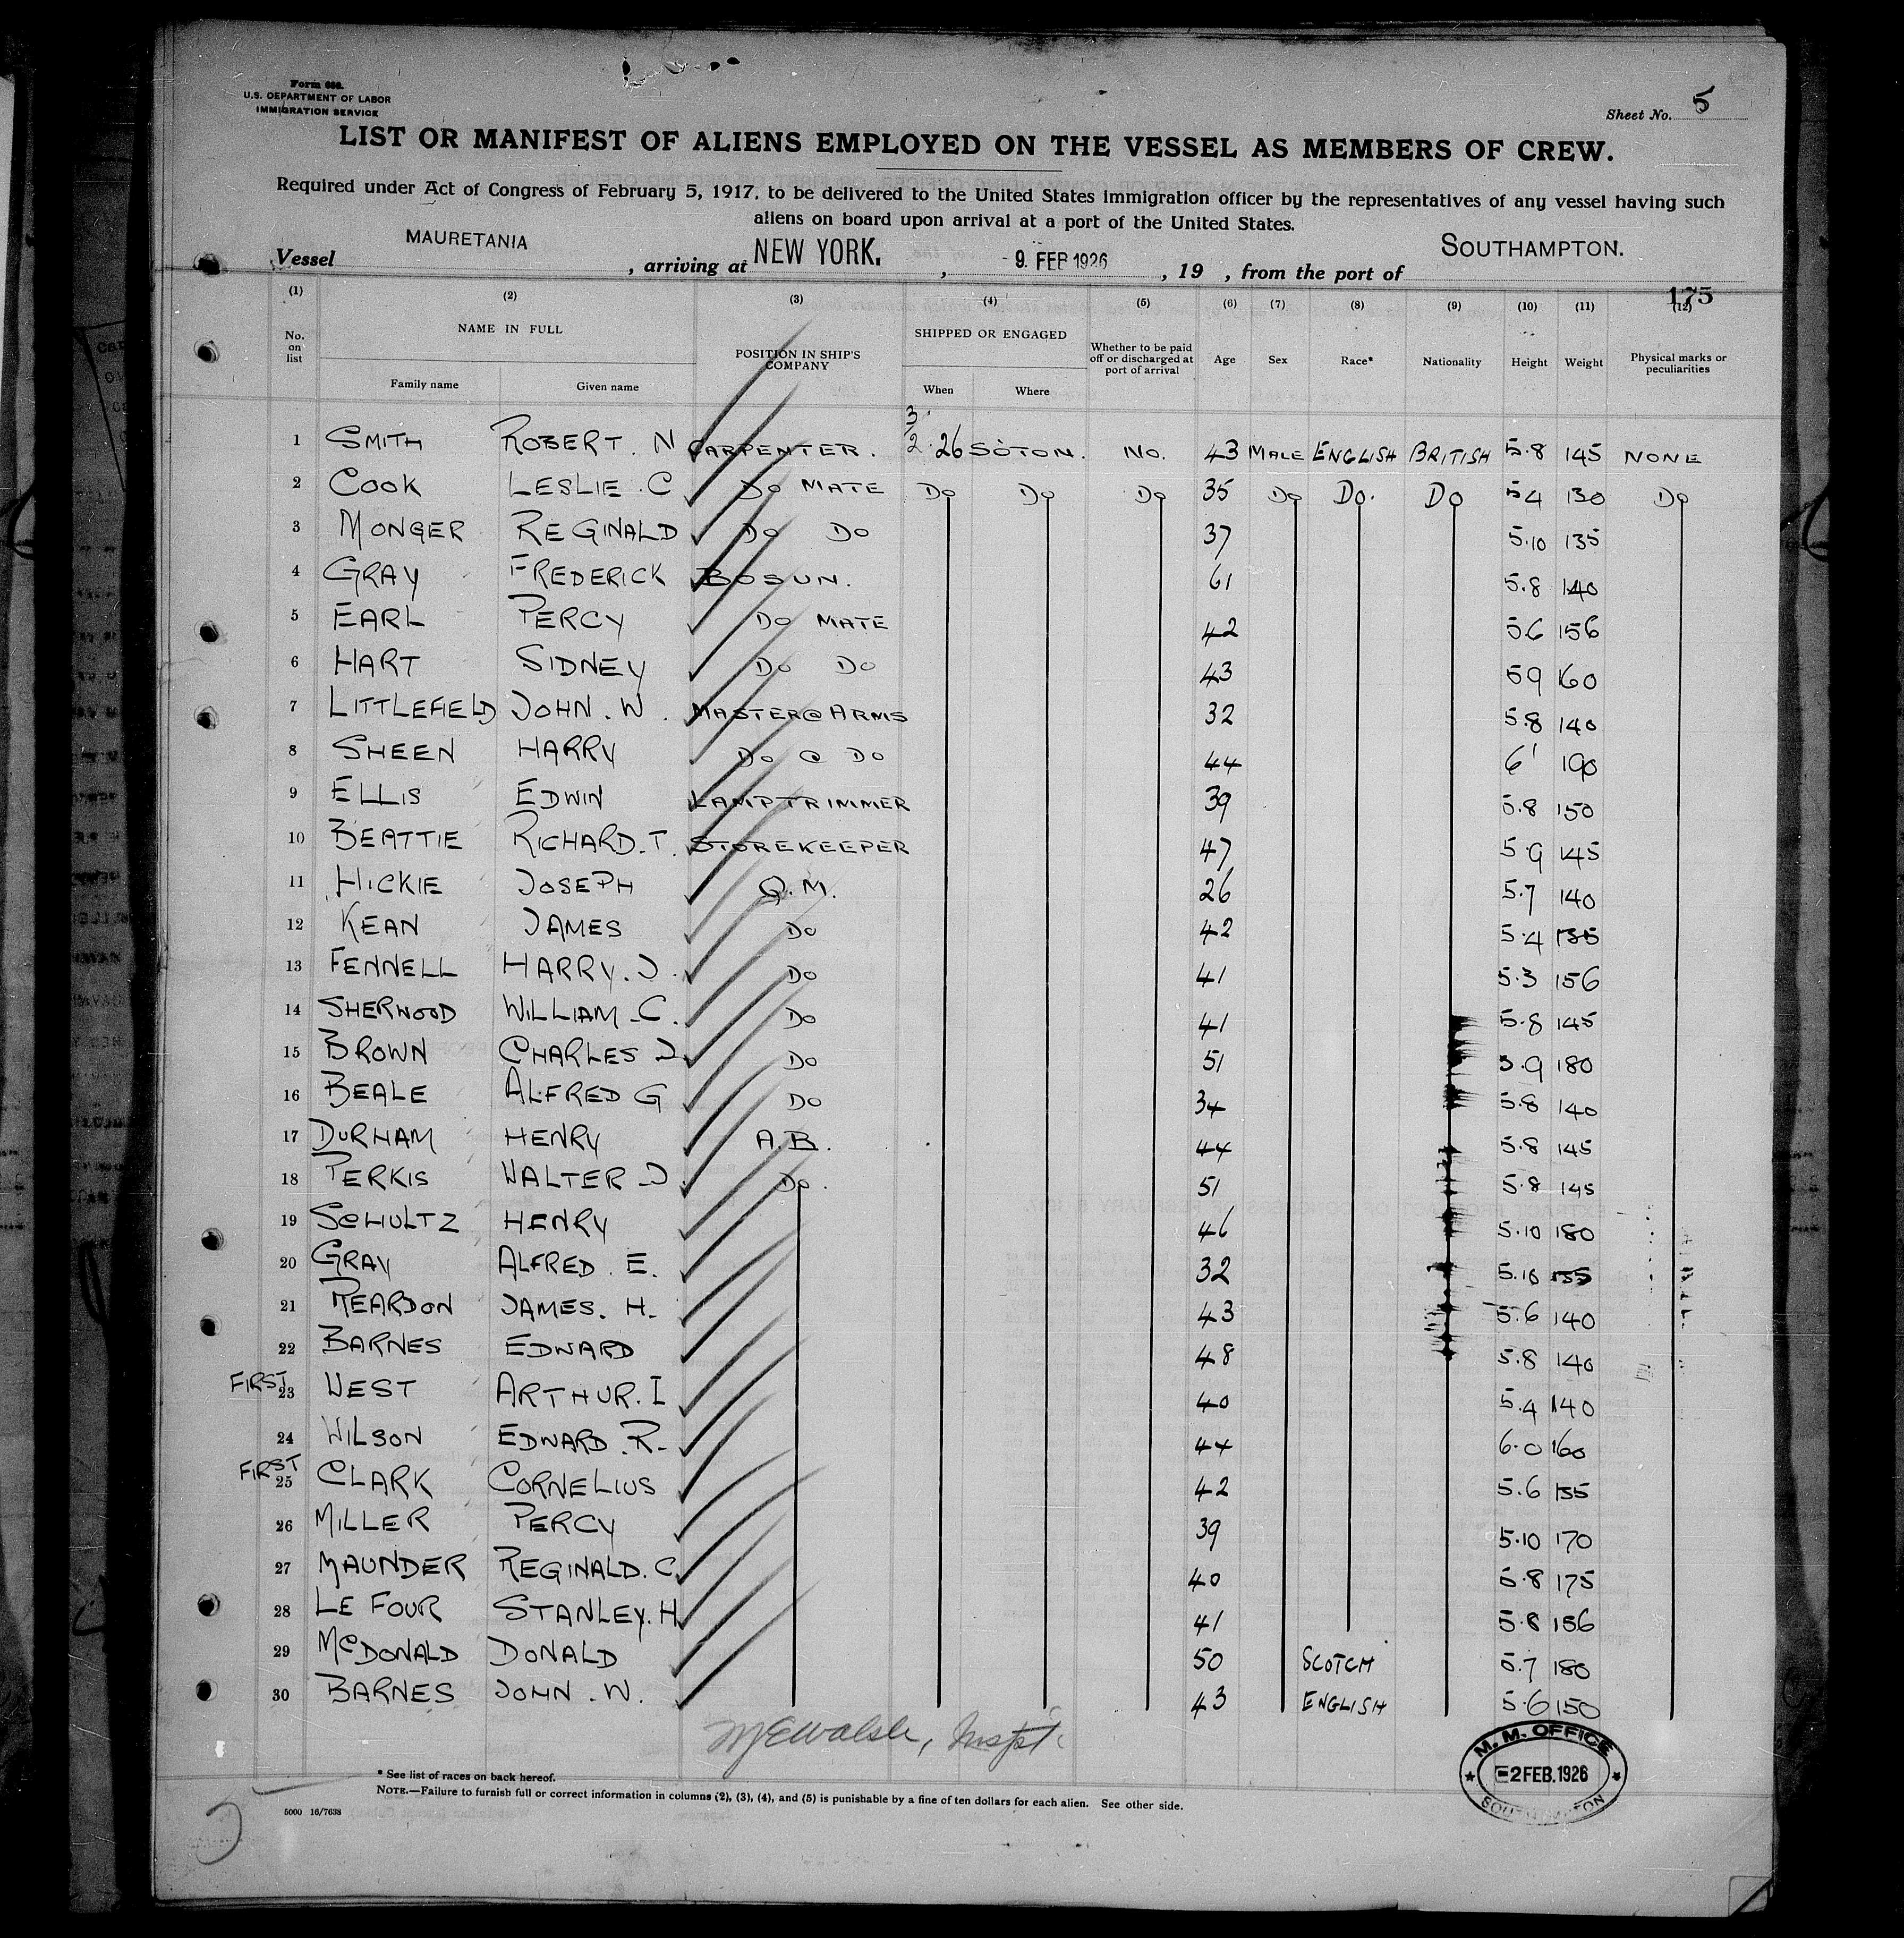 Form 680.
U.S. DEPARTMENT OF LABOR
IMMIGRATION SERVICE
Sheet No. 5
LIST OR MANIFEST OF ALIENS EMPLOYED ON THE VESSEL AS MEMBERS OF CREW.
Required under Act of Congress of February 5, 1917, to be delivered to the United States immigration officer by the representatives of any vessel having such
aliens on board upon arrival at a port of the United States.
Vessel MAURETANIA, arriving at NEW YORK., 9. FEB 1926, 19 , from the port of SOUTHAMPTON.
175
(1) (2) (3) (4) (5) (6) (7) (8) (9) (10) (11) (12)
No. on list NAME IN FULL POSITION IN SHIP'S COMPANY SHIPPED OR ENGAGED Whether to be paid off or discharged at port of arrival Age Sex Race* Nationality Height Weight Physical marks or peculiarities
Family name Given name When Where
1 SMITH ROBERT. N CARPENTER. 3/2.26 SOTON. NO. 43 MALE ENGLISH BRITISH 5.8 145 NONE
2 COOK LESLIE. C DO MATE DO DO DO 35 DO DO. DO 54 130 DO
3 MONGER REGINALD DO DO 37 5.10 135
4 GRAY FREDERICK BOSUN. 61 5.8 140
5 EARL PERCY DO MATE 42 5.6 156
6 HART SIDNEY DO DO 43 59 160
7 LITTLEFIELD JOHN. W. MASTER@ARMS 32 5.8 140
8 SHEEN HARRY DO @ DO 44 6' 190
9 ELLIS EDWIN LAMPTRIMMER 39 5.8 150
10 BEATTIE RICHARD. T. STOREKEEPER 47 5.9 145
11 HICKIE JOSEPH Q.M. 26 5.7 140
12 KEAN JAMES DO 42 5.4
13 FENNELL HARRY. J. DO 41 5.3 156
14 SHERWOOD WILLIAM. C. DO 41 5.8 145
15 BROWN CHARLES J DO 51 5.9 180
16 BEALE ALFRED G DO 34 5.8 140
17 DURHAM HENRY A.B. 44 5.8 145
18 PERKIS WALTER J. DO. 51 5.8 145
19 SCHULTZ HENRY 46 5.10 180
20 GRAY ALFRED. E. 32 5.10
21 REARDON JAMES. H. 43 5.6 140
22 BARNES EDWARD 48 5.8 140
FIRST 23 WEST ARTHUR. I 40 5.4 140
24 WILSON EDWARD. R. 44 6.0 160
FIRST 25 CLARK CORNELIUS 42 5.6
26 MILLER PERCY 39 5.10 170
27 MAUNDER REGINALD. C. 40 5.8 175
28 LE FOUR STANLEY. H 41 5.8 156
29 McDONALD DONALD 50 SCOTCH 5.7 180
30 BARNES JOHN. W. 43 ENGLISH 5.6 150
Walsh, Inspt.
* See list of races on back hereof.
NOTE.—Failure to furnish full or correct information in columns (2), (3), (4), and (5) is punishable by a fine of ten dollars for each alien. See other side.
5000 16/7638
M. M. OFFICE
2 FEB. 1926
SOUTHAMPTON